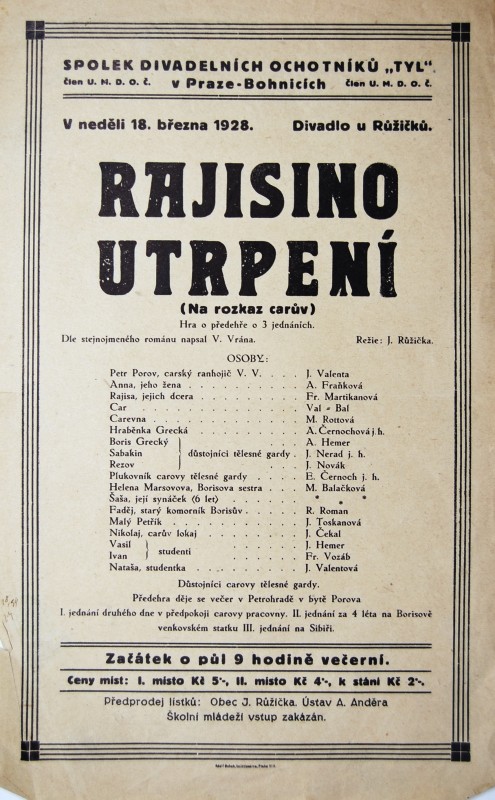 SPOLEK DIVADELNÍCH OCHOTNÍKŮ „TYL“
člen U. M. D. O. Č. v Praze-Bohnicích člen U. M. D. O. Č.
V neděli 18. března 1928. Divadlo u Růžičků.
RAJISINO
UTRPENÍ
(Na rozkaz carův)
Hra o předehře o 3 jednáních.
Dle stejnojmeného románu napsal V. Vrána. Režie: J. Růžička.
OSOBY:
Petr Porov, carský ranhojič V. V. . . . . J. Valenta
Anna, jeho žena . . . . . . . . . . A. Fraňková
Rajisa, jejich dcera . . . . . . . . . Fr. Martikanová
Car . . . . . . . . . . . . . . Val - Bal
Carevna . . . . . . . . . . . . M. Rottová
Hraběnka Grecká . . . . . . . . . A. Černochová j. h.
Boris Grecký . . . A. Hemer
Sabakin } důstojníci tělesné gardy . J. Nerad j. h.
Rezov . . . J. Novák
Plukovník carovy tělesné gardy . . . . E. Černoch j. h.
Helena Marsovova, Borisova sestra . . . . M. Balačková
Šaša, její synáček (6 let) . . . . . . * * *
Faděj, starý komorník Borisův . . . . . R. Roman
Malý Petřík . . . . . . . . . . . J. Toskanová
Nikolaj, carův lokaj . . . . . . . . J. Čekal
Vasil } studenti . . . . . . J. Hemer
Ivan . . . . . . Fr. Vozáb
Nataša, studentka . . . . . . . . . J. Valentová
Důstojníci carovy tělesné gardy.
Předehra děje se večer v Petrohradě v bytě Porova
I. jednání druhého dne v předpokoji carovy pracovny. II. jednání za 4 léta na Borisově
venkovském statku III. jednání na Sibiři.
Začátek o půl 9 hodině večerní.
Ceny míst: I. místo Kč 5·-, II. místo Kč 4·-, k stání Kč 2·-.
Předprodej lístků: Obec J. Růžička. Ústav A. Anděra
Školní mládeži vstup zakázán.